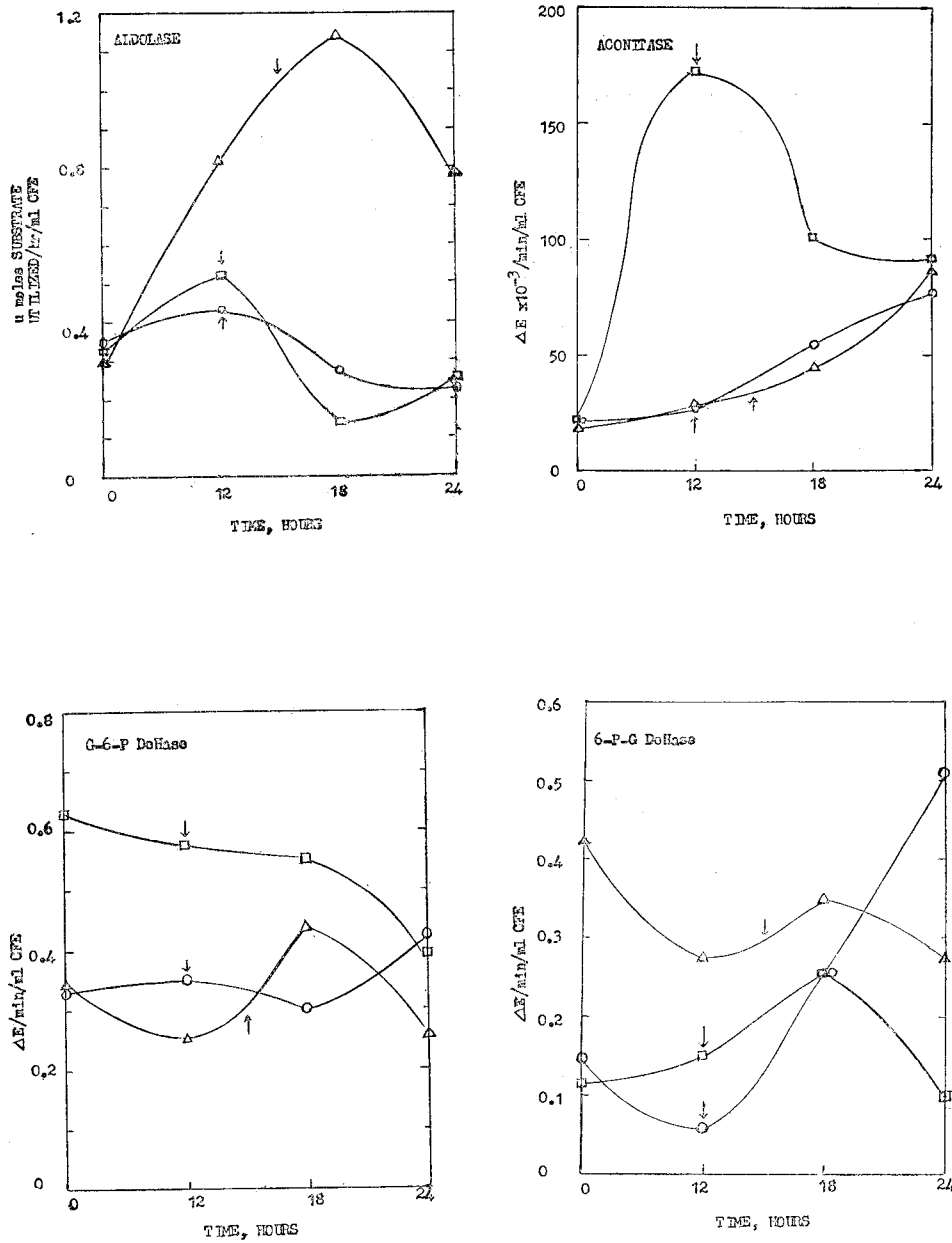 ALDOLASE
1.2
0.8
0.4
0
u moles SUBSTRATE
UTILIZED/hr/ml CFE
0 12 18 24
TIME, HOURS
ACONITASE
200
150
100
50
0
ΔE x10⁻³/min/ml CFE
0 12 18 24
TIME, HOURS
G-6-P DeHase
0.8
0.6
0.4
0.2
0
ΔE/min/ml CFE
0 12 18 24
TIME, HOURS
6-P-G DeHase
0.6
0.5
0.4
0.3
0.2
0.1
0
ΔE/min/ml CFE
0 12 18 24
TIME, HOURS